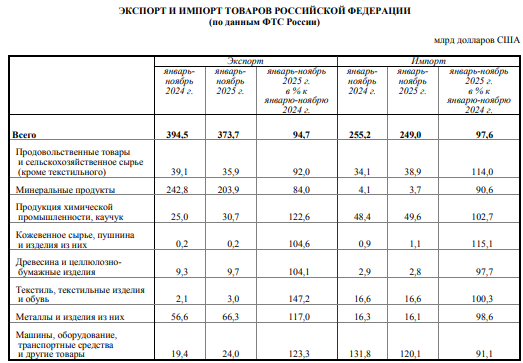 ЭКСПОРТ И ИМПОРТ ТОВАРОВ РОССИЙСКОЙ ФЕДЕРАЦИИ
(по данным ФТС России)
млрд долларов США
Экспорт Импорт
январь- январь- январь-ноябрь январь- январь- январь-ноябрь
ноябрь ноябрь 2025 г. ноябрь ноябрь 2025 г.
2024 г. 2025 г. в % к 2024 г. 2025 г. в % к
январю-ноябрю январю-ноябрю
2024 г. 2024 г.
Всего 394,5 373,7 94,7 255,2 249,0 97,6
Продовольственные товары
и сельскохозяйственное сырье
(кроме текстильного) 39,1 35,9 92,0 34,1 38,9 114,0
Минеральные продукты 242,8 203,9 84,0 4,1 3,7 90,6
Продукция химической
промышленности, каучук 25,0 30,7 122,6 48,4 49,6 102,7
Кожевенное сырье, пушнина
и изделия из них 0,2 0,2 104,6 0,9 1,1 115,1
Древесина и целлюлозно-
бумажные изделия 9,3 9,7 104,1 2,9 2,8 97,7
Текстиль, текстильные изделия
и обувь 2,1 3,0 147,2 16,6 16,6 100,3
Металлы и изделия из них 56,6 66,3 117,0 16,3 16,1 98,6
Машины, оборудование,
транспортные средства
и другие товары 19,4 24,0 123,3 131,8 120,1 91,1